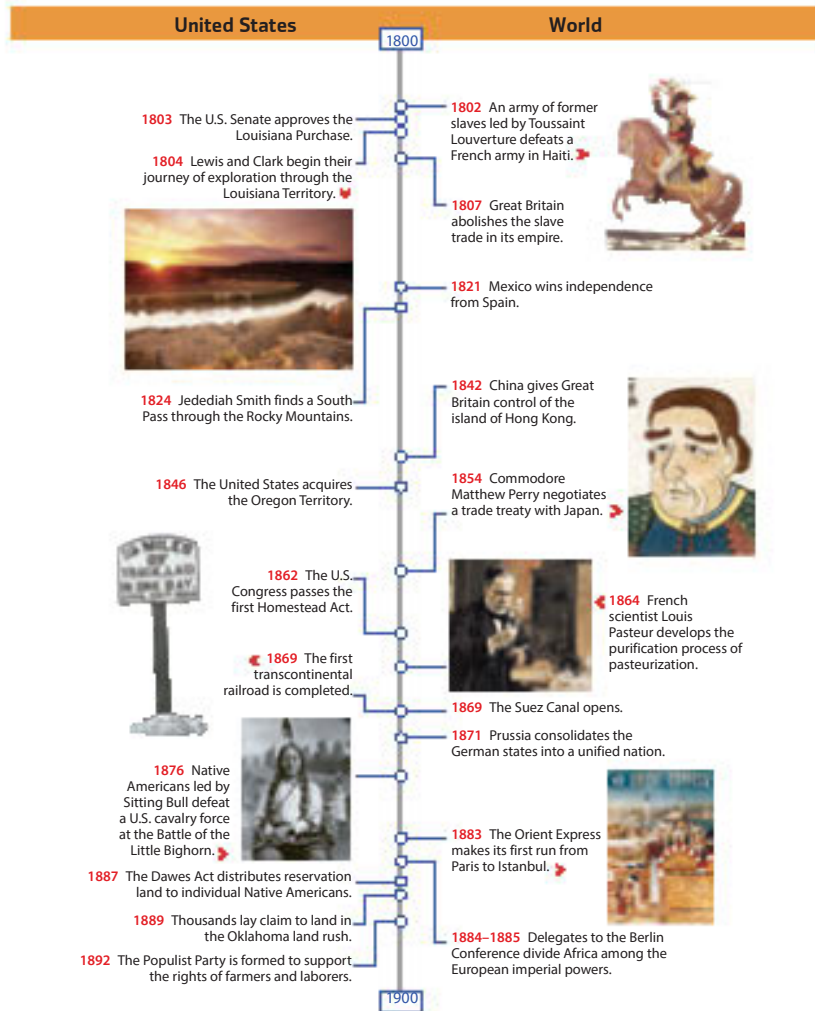 United States
World
1800
1802 An army of former
slaves led by Toussaint
Louverture defeats a
French army in Haiti.
1803 The U.S. Senate approves the
Louisiana Purchase.
1804 Lewis and Clark begin their
journey of exploration through the
Louisiana Territory.
1807 Great Britain
abolishes the slave
trade in its empire.
1821 Mexico wins independence
from Spain.
1824 Jedediah Smith finds a South
Pass through the Rocky Mountains.
1842 China gives Great
Britain control of the
island of Hong Kong.
1846 The United States acquires
the Oregon Territory.
1854 Commodore
Matthew Perry negotiates
a trade treaty with Japan.
MILES
OF
IN ONE DAY.
1862 The U.S.
Congress passes the
first Homestead Act.
1864 French
scientist Louis
Pasteur develops the
purification process of
pasteurization.
1869 The first
transcontinental
railroad is completed.
1869 The Suez Canal opens.
1871 Prussia consolidates the
German states into a unified nation.
1876 Native
Americans led by
Sitting Bull defeat
a U.S. cavalry force
at the Battle of the
Little Bighorn.
1883 The Orient Express
makes its first run from
Paris to Istanbul.
1884–1885 Delegates to the Berlin
Conference divide Africa among the
European imperial powers.
1887 The Dawes Act distributes reservation
land to individual Native Americans.
1889 Thousands lay claim to land in
the Oklahoma land rush.
1892 The Populist Party is formed to support
the rights of farmers and laborers.
1900